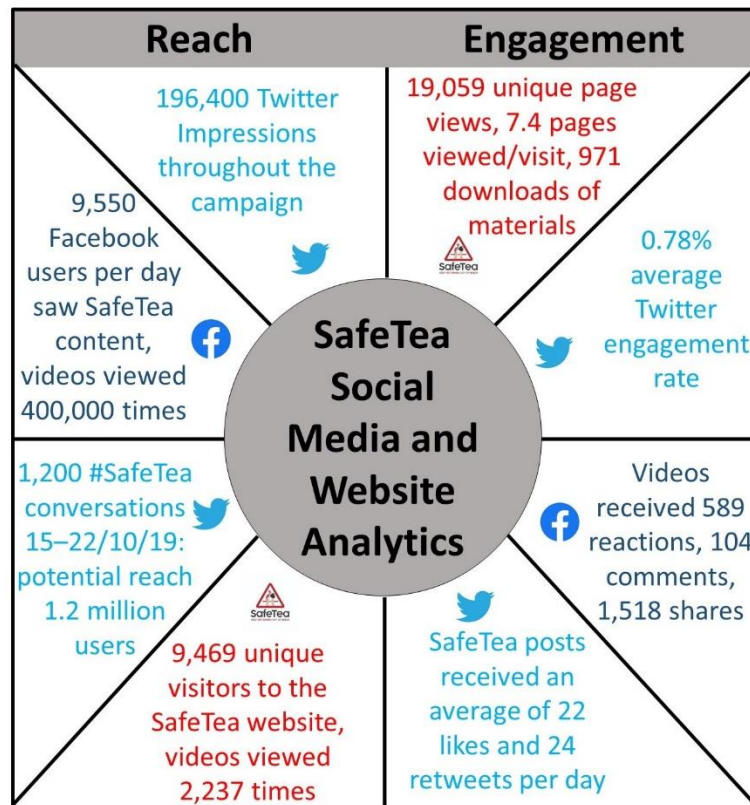 Reach
Engagement
196,400 Twitter
Impressions
throughout the
campaign
19,059 unique page
views, 7.4 pages
viewed/visit, 971
downloads of
materials
SafeTea
9,550
Facebook
users per day
saw SafeTea
content,
videos viewed
400,000 times
0.78%
average
Twitter
engagement
rate
SafeTea
Social
Media and
Website
Analytics
1,200 #SafeTea
conversations
15–22/10/19:
potential reach
1.2 million
users
Videos
received 589
reactions, 104
comments,
1,518 shares
SafeTea
9,469 unique
visitors to the
SafeTea website,
videos viewed
2,237 times
SafeTea posts
received an
average of 22
likes and 24
retweets per day